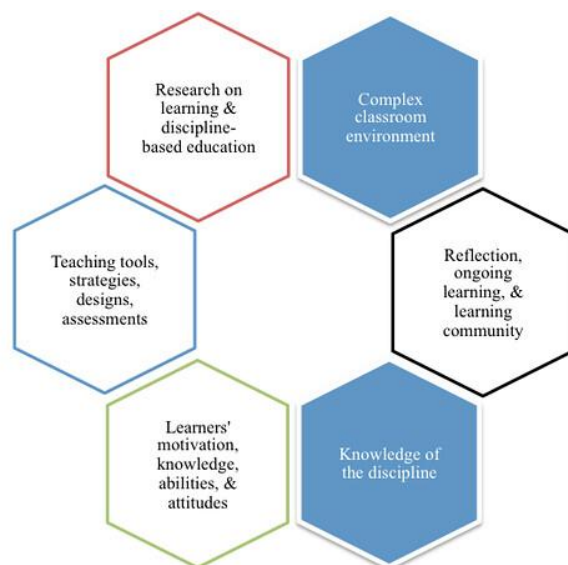 Research on
learning &
discipline-
based education
Complex
classroom
environment
Teaching tools,
strategies,
designs,
assessments
Reflection,
ongoing
learning, &
learning
community
Learners'
motivation,
knowledge,
abilities, &
attitudes
Knowledge of
the discipline